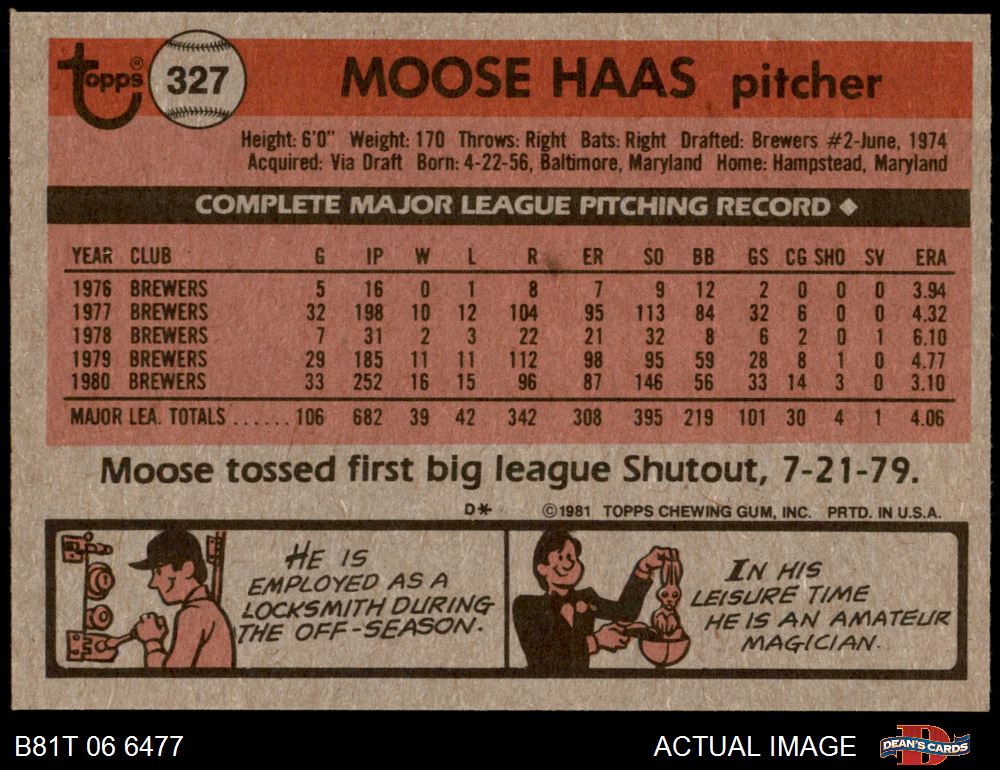 Topps® 327 MOOSE HAAS pitcher
Height: 6'0" Weight: 170 Throws: Right Bats: Right Drafted: Brewers #2-June, 1974
Acquired: Via Draft Born: 4-22-56, Baltimore, Maryland Home: Hampstead, Maryland
COMPLETE MAJOR LEAGUE PITCHING RECORD ◆
YEAR CLUB G IP W L R ER SO BB GS CG SHO SV ERA
1976 BREWERS 5 16 0 1 8 7 9 12 2 0 0 0 3.94
1977 BREWERS 32 198 10 12 104 95 113 84 32 6 0 0 4.32
1978 BREWERS 7 31 2 3 22 21 32 8 6 2 0 1 6.10
1979 BREWERS 29 185 11 11 112 98 95 59 28 8 1 0 4.77
1980 BREWERS 33 252 16 15 96 87 146 56 33 14 3 0 3.10
MAJOR LEA. TOTALS ...... 106 682 39 42 342 308 395 219 101 30 4 1 4.06
Moose tossed first big league Shutout, 7-21-79.
D* ©1981 TOPPS CHEWING GUM, INC. PRTD. IN U.S.A.
HE IS
EMPLOYED AS A
LOCKSMITH DURING
THE OFF-SEASON.
IN HIS
LEISURE TIME
HE IS AN AMATEUR
MAGICIAN.
B81T 06 6477 ACTUAL IMAGE DEAN'S CARDS